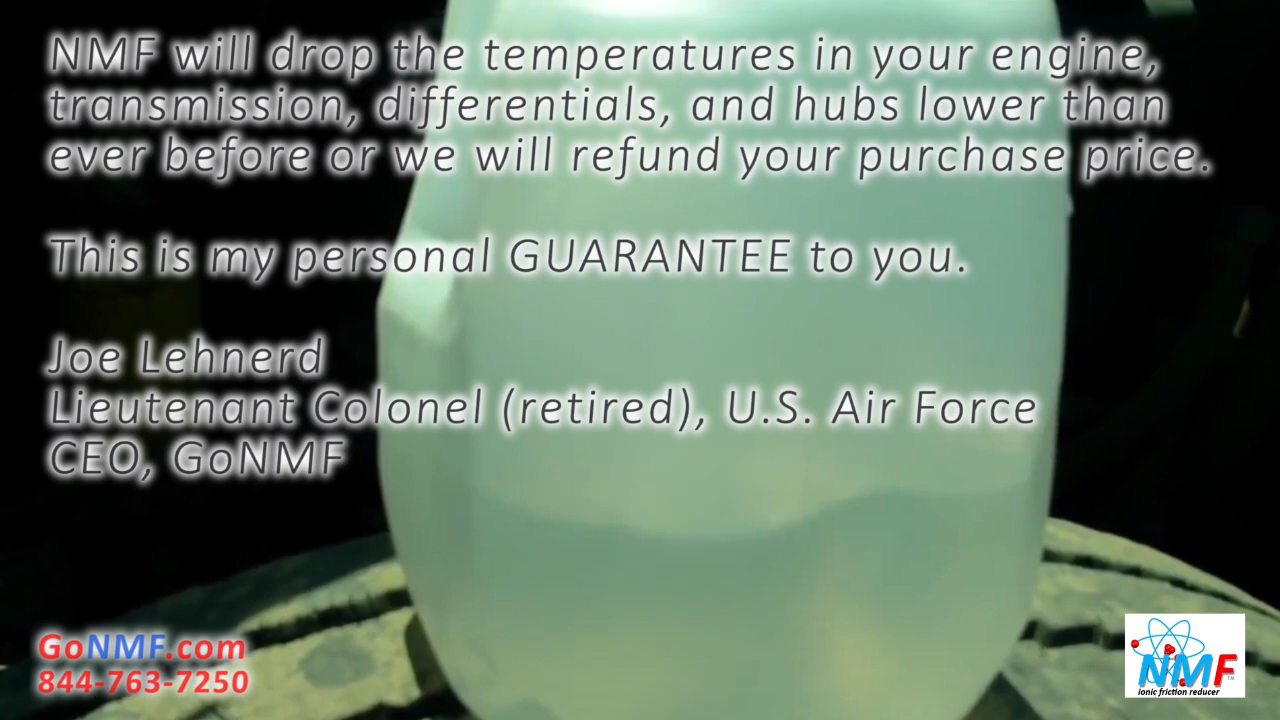 NMF will drop the temperatures in your engine,
transmission, differentials, and hubs lower than
ever before or we will refund your purchase price.
This is my personal GUARANTEE to you.
Joe Lehnerd
Lieutenant Colonel (retired), U.S. Air Force
CEO, GoNMF
GoNMF.com
844-763-7250
NMF™
ionic friction reducer